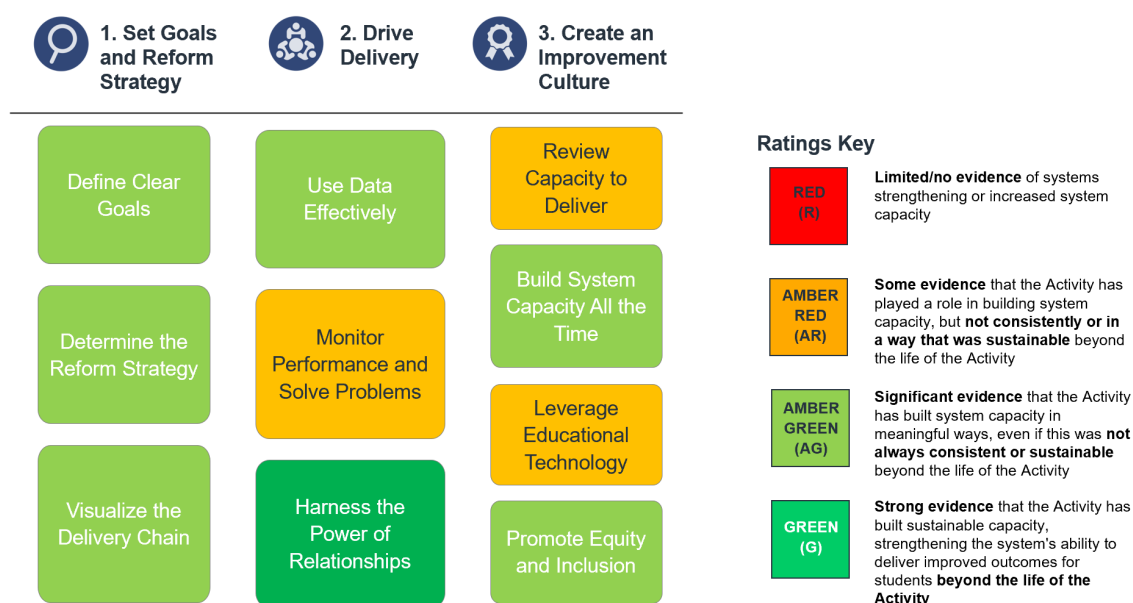 1. Set Goals
and Reform
Strategy
2. Drive
Delivery
3. Create an
Improvement
Culture
Define Clear
Goals
Determine the
Reform Strategy
Visualize the
Delivery Chain
Use Data
Effectively
Monitor
Performance and
Solve Problems
Harness the
Power of
Relationships
Review
Capacity to
Deliver
Build System
Capacity All the
Time
Leverage
Educational
Technology
Promote Equity
and Inclusion
Ratings Key
RED
(R)
Limited/no evidence of systems
strengthening or increased system
capacity
AMBER
RED
(AR)
Some evidence that the Activity has
played a role in building system
capacity, but not consistently or in
a way that was sustainable beyond
the life of the Activity
AMBER
GREEN
(AG)
Significant evidence that the Activity
has built system capacity in
meaningful ways, even if this was not
always consistent or sustainable
beyond the life of the Activity
GREEN
(G)
Strong evidence that the Activity has
built sustainable capacity,
strengthening the system's ability to
deliver improved outcomes for
students beyond the life of the
Activity